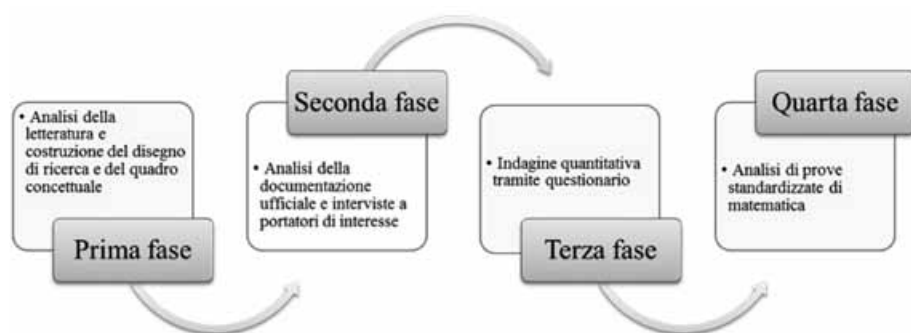 • Analisi della
letteratura e
costruzione del disegno
di ricerca e del quadro
concettuale
Prima fase
Seconda fase
• Analisi della
documentazione
ufficiale e interviste a
portatori di interesse
• Indagine quantitativa
tramite questionario
Terza fase
Quarta fase
• Analisi di prove
standardizzate di
matematica